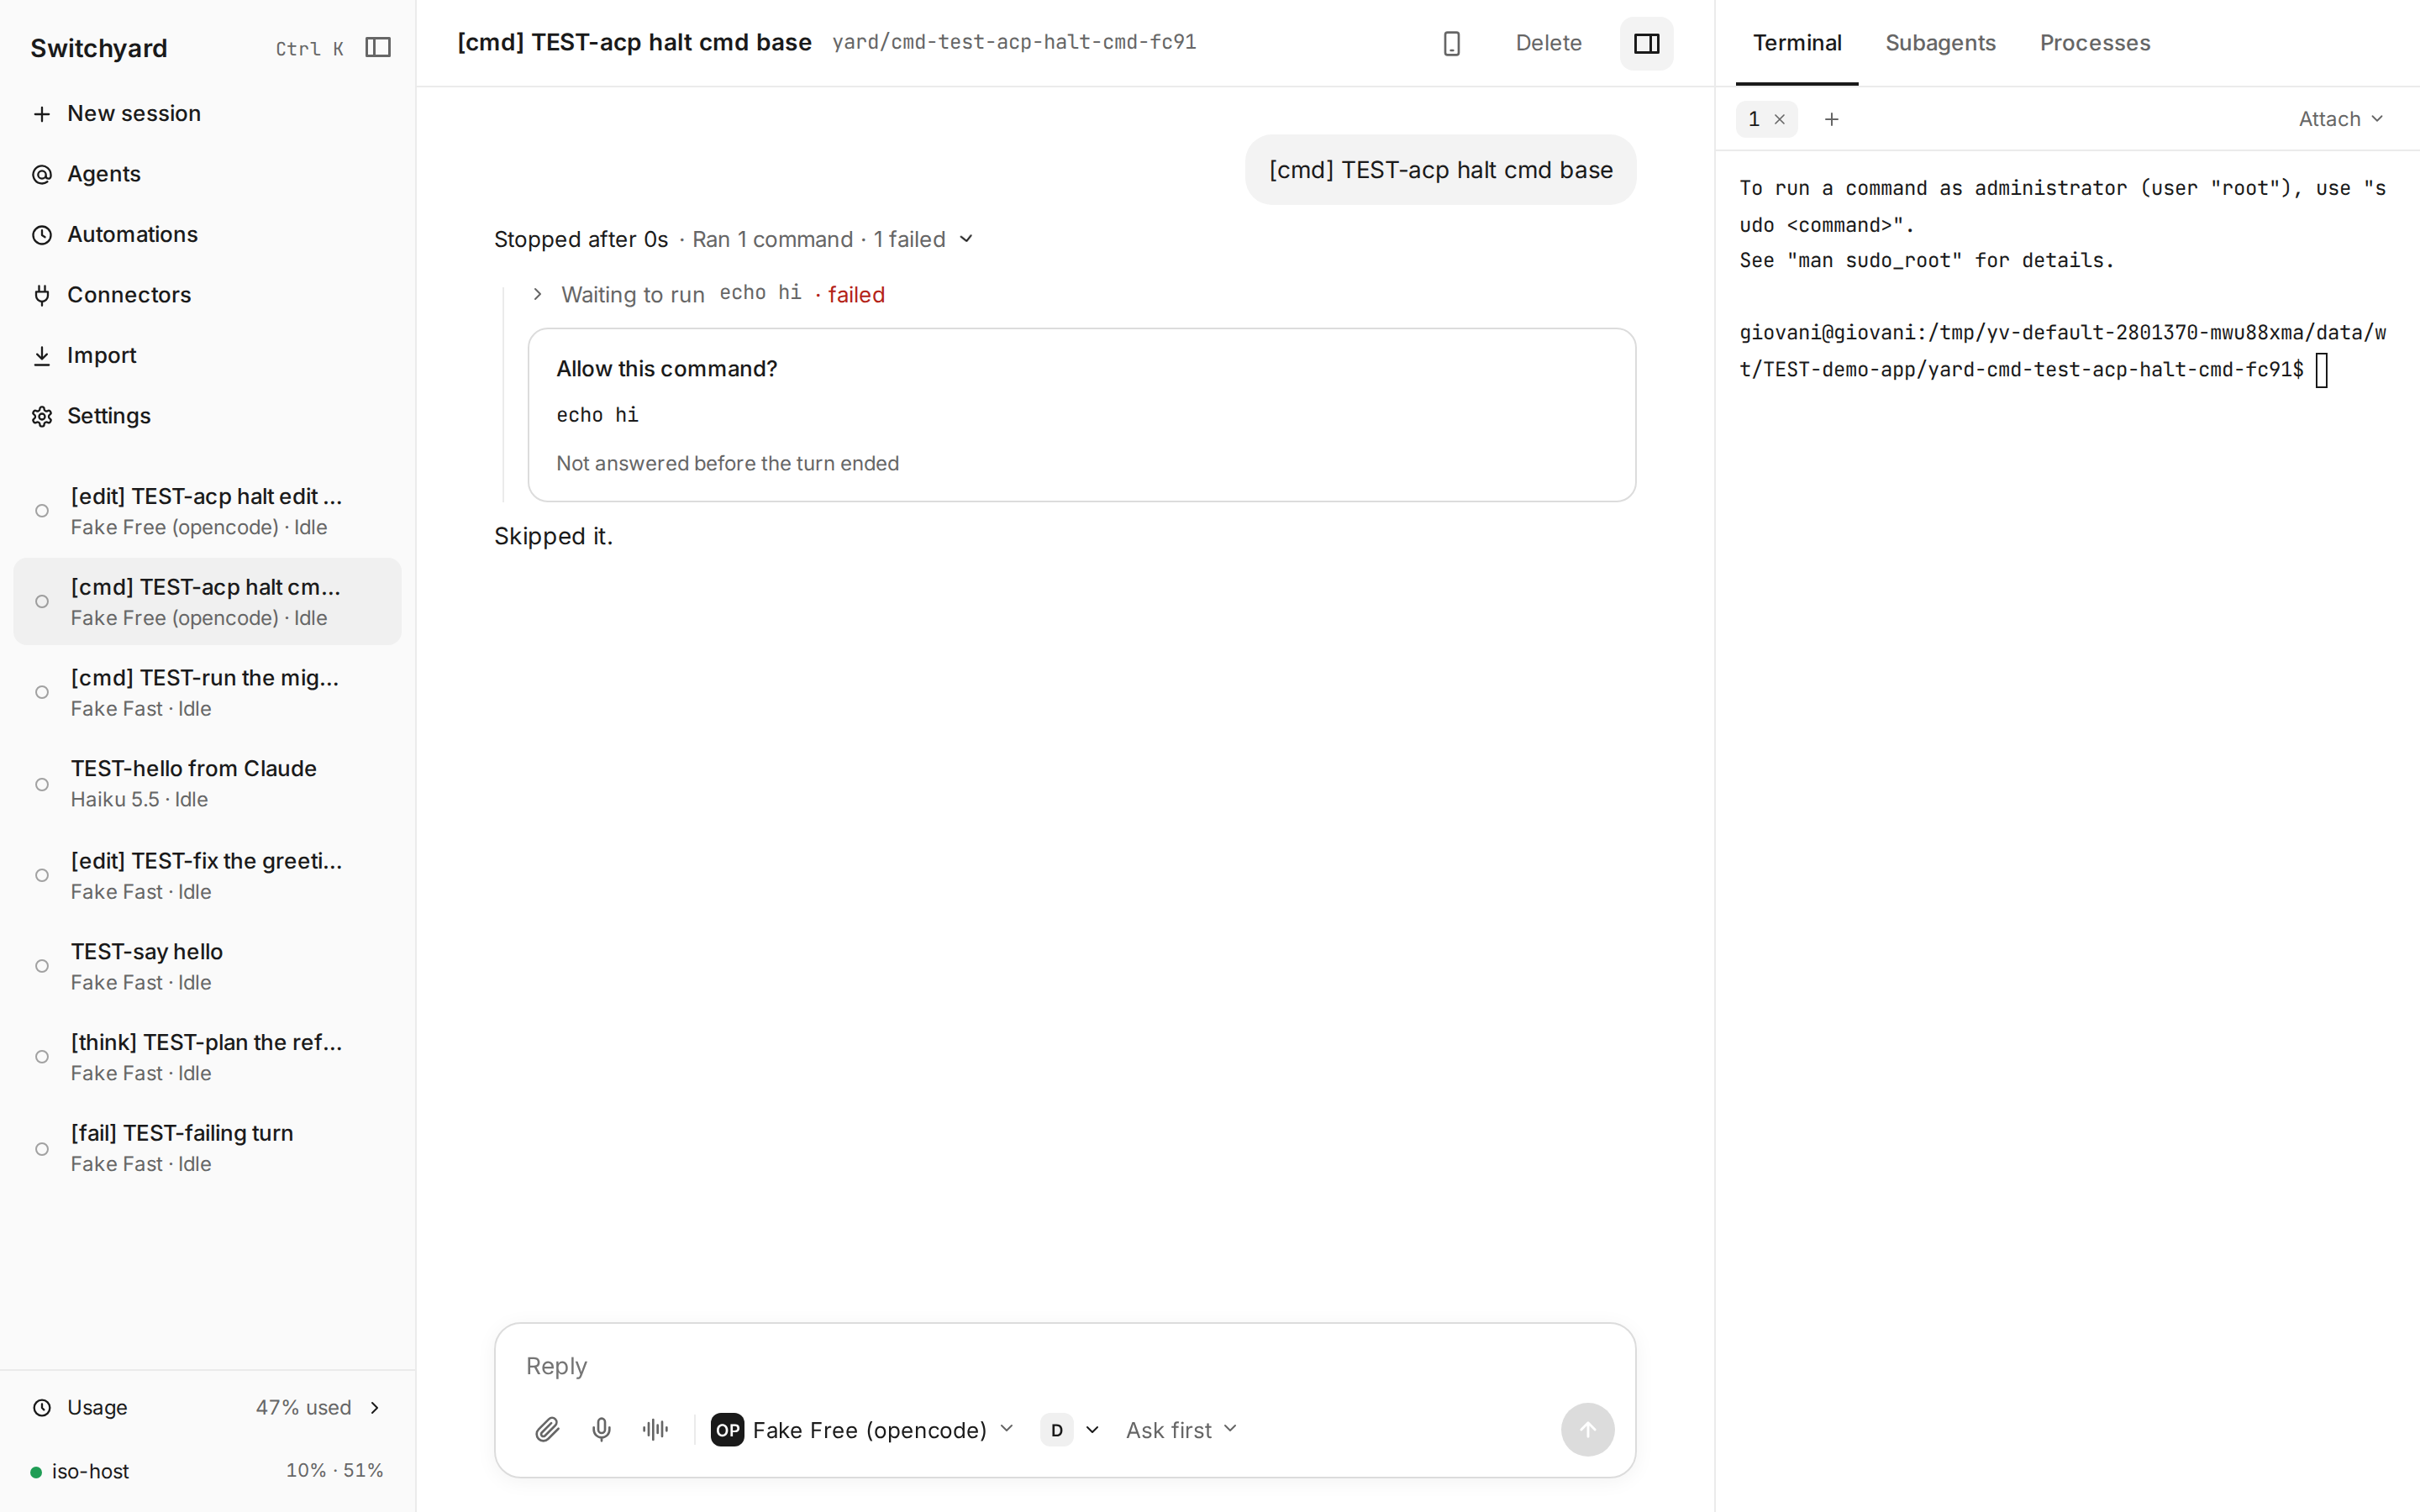 Switchyard
Ctrl K
New session
Agents
Automations
Connectors
Import
Settings
[edit] TEST-acp halt edit ...
Fake Free (opencode) · Idle
[cmd] TEST-acp halt cm...
Fake Free (opencode) · Idle
[cmd] TEST-run the mig...
Fake Fast · Idle
TEST-hello from Claude
Haiku 5.5 · Idle
[edit] TEST-fix the greeti...
Fake Fast · Idle
TEST-say hello
Fake Fast · Idle
[think] TEST-plan the ref...
Fake Fast · Idle
[fail] TEST-failing turn
Fake Fast · Idle
Usage 47% used
iso-host 10% · 51%
[cmd] TEST-acp halt cmd base yard/cmd-test-acp-halt-cmd-fc91 Delete
[cmd] TEST-acp halt cmd base
Stopped after 0s · Ran 1 command · 1 failed
Waiting to run echo hi · failed
Allow this command?
echo hi
Not answered before the turn ended
Skipped it.
Reply
OP Fake Free (opencode) D Ask first
Terminal Subagents Processes
1 Attach
To run a command as administrator (user "root"), use "s
udo <command>".
See "man sudo_root" for details.
giovani@giovani:/tmp/yv-default-2801370-mwu88xma/data/w
t/TEST-demo-app/yard-cmd-test-acp-halt-cmd-fc91$